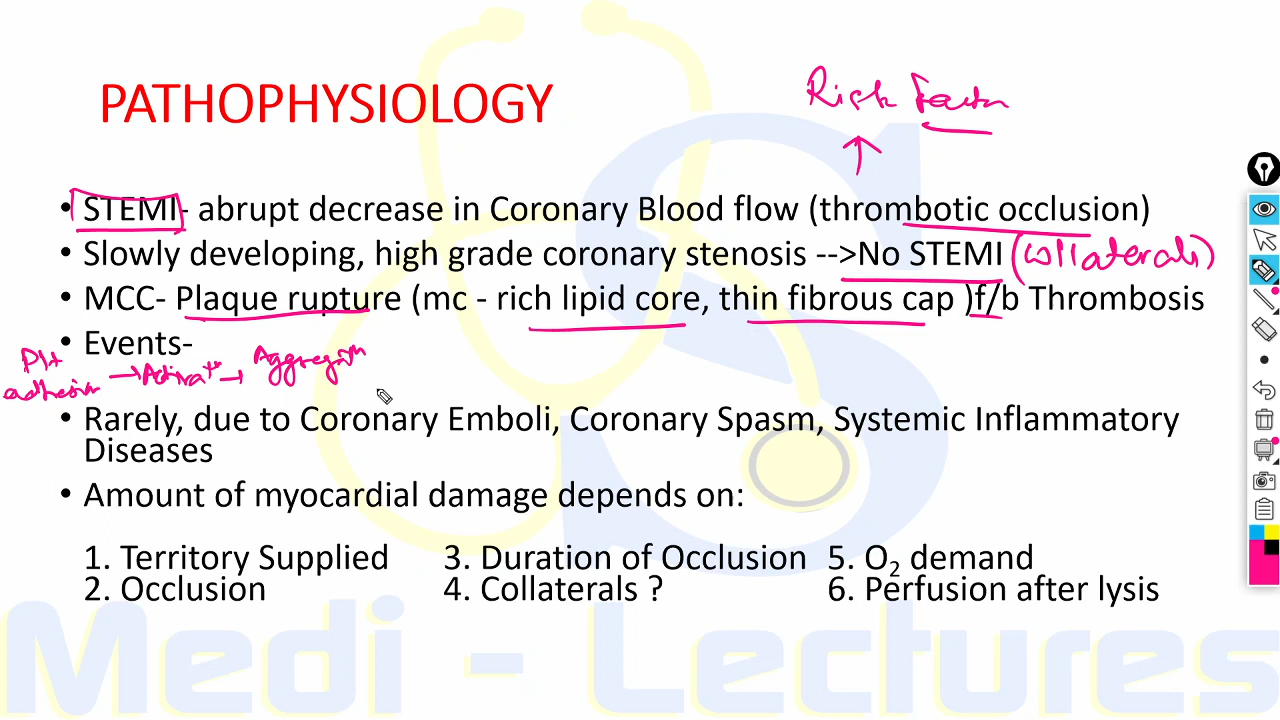 Risk Factor
PATHOPHYSIOLOGY
• STEMI- abrupt decrease in Coronary Blood flow (thrombotic occlusion)
• Slowly developing, high grade coronary stenosis -->No STEMI (collaterals)
• MCC- Plaque rupture (mc - rich lipid core, thin fibrous cap )f/b Thrombosis
• Events-
Plt
adhesion → Activatn → Aggregatn
• Rarely, due to Coronary Emboli, Coronary Spasm, Systemic Inflammatory
Diseases
• Amount of myocardial damage depends on:
1. Territory Supplied 3. Duration of Occlusion 5. O₂ demand
2. Occlusion 4. Collaterals ? 6. Perfusion after lysis
Medi - Lectures